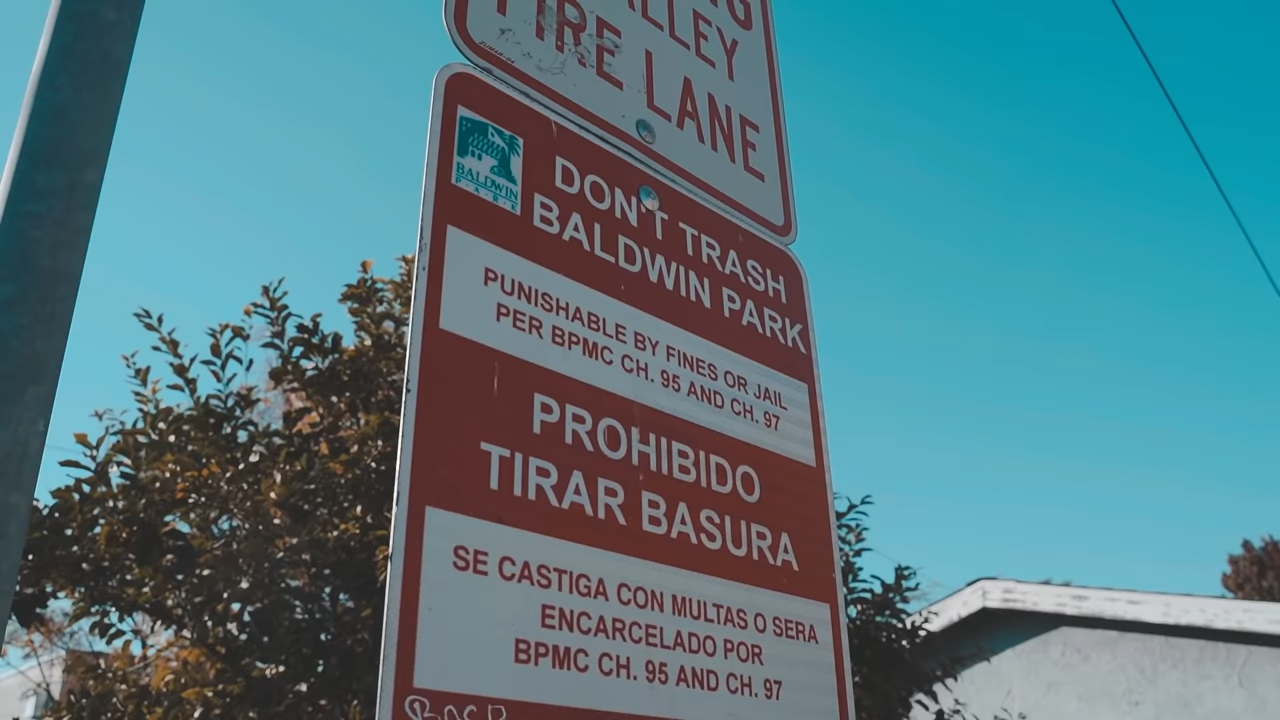 ALLEY
FIRE LANE
BALDWIN
P·A·R·K
DON'T TRASH
BALDWIN PARK
PUNISHABLE BY FINES OR JAIL
PER BPMC CH. 95 AND CH. 97
PROHIBIDO
TIRAR BASURA
SE CASTIGA CON MULTAS O SERA
ENCARCELADO POR
BPMC CH. 95 AND CH. 97